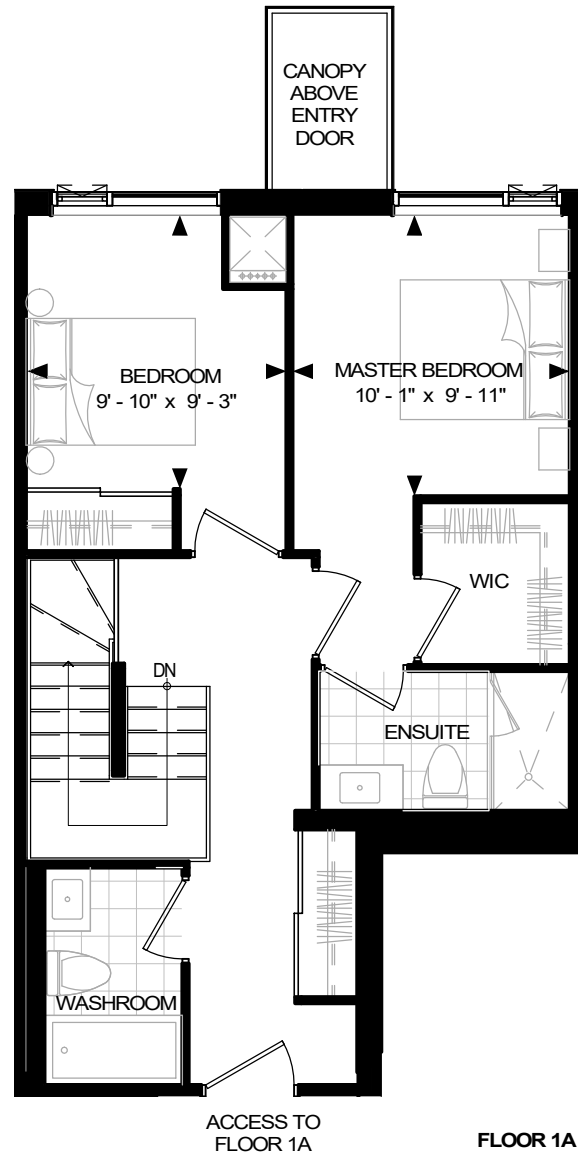 CANOPY
ABOVE
ENTRY
DOOR
BEDROOM
9' - 10" x 9' - 3"
MASTER BEDROOM
10' - 1" x 9' - 11"
WIC
DN
ENSUITE
WASHROOM
ACCESS TO
FLOOR 1A
FLOOR 1A